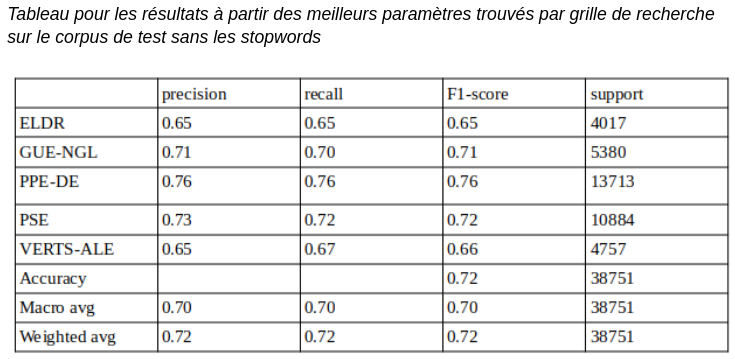 Tableau pour les résultats à partir des meilleurs paramètres trouvés par grille de recherche
sur le corpus de test sans les stopwords
precision recall F1-score support
ELDR 0.65 0.65 0.65 4017
GUE-NGL 0.71 0.70 0.71 5380
PPE-DE 0.76 0.76 0.76 13713
PSE 0.73 0.72 0.72 10884
VERTS-ALE 0.65 0.67 0.66 4757
Accuracy 0.72 38751
Macro avg 0.70 0.70 0.70 38751
Weighted avg 0.72 0.72 0.72 38751